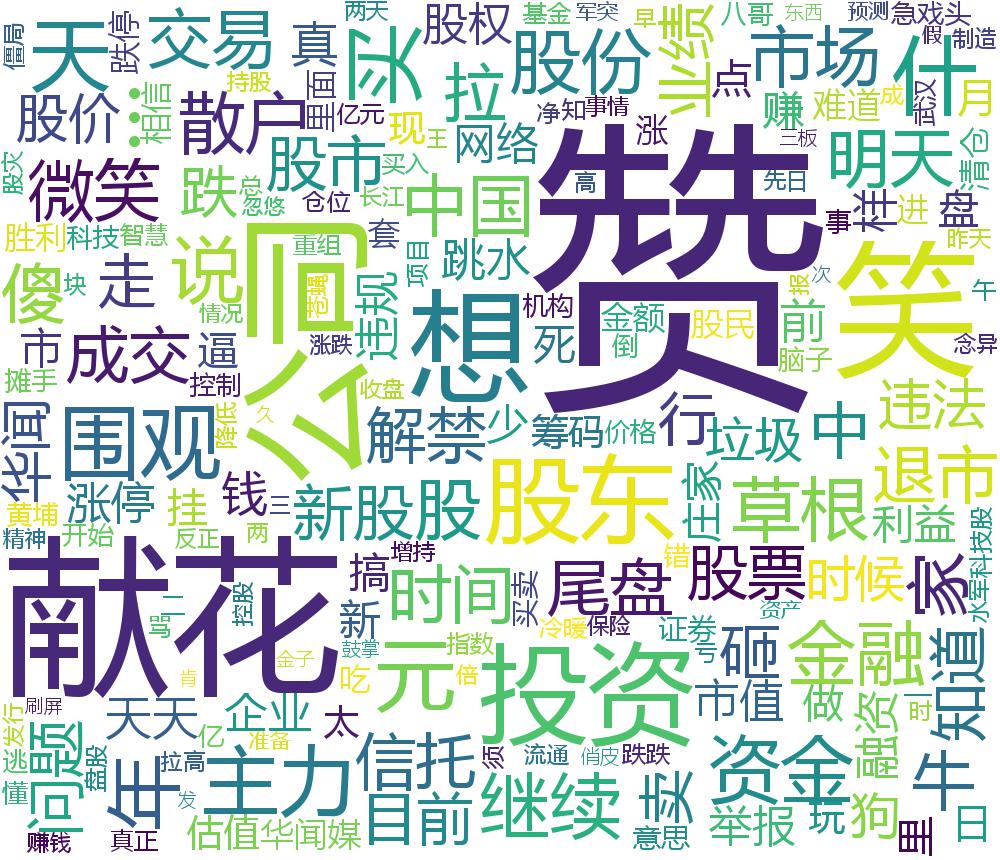 僵局
天
跌停
交易
真
两天
买
股权
基金
军突
股份
早
业绩
八哥
东西
市场
预测
急戏头
什
假
制造
股价
相信
持股
散户
里面
亿元
现
王
拉
网络
净知
事情
涨
点
赚
难道
成
武汉
月
三板
明天
清仓
股灾
微笑
跌
总
忽悠
股市
买入
仓位
长江
中国
赞
高
先日
事
样
进
盘
胜利
科技
智慧
重组
套
项目
跳水
昨天
傻
块
走
说
公司
苍蝇
违规
想
机构
金额
股民
前
报
次
笑
午
情况
涨跌
死
倒
脑子
念异
市
成交
逼
摊手
控制
收盘
华闻
围观
降低
久
解禁
少
筹码
价格
行
垃圾
中
违法
黄埔
涨停
挂
钱
三
新股股
股东
庄家
草根
退市
利益
精神
开始
反正
两
献花
搞
增持
时间
买卖
尾盘
错
股票
时候
家
水军科技股
骂
控股
新
鼓掌
指数
冷暖
保险
证券
资产
砸
金融
知道
肯
金子
吃
元
倍
投资
号
市值
做
融资
一时
刷屏
发行
天天
企业
太
问题
亿
准备
逃
盘股
年
拉高
主力
信托
须
流通
俏皮
跌跌
卖
资金
牛
懂
发
目前
继续
意思
举报
玩
狗
里
日
赚钱
真正
估值
华闻媒